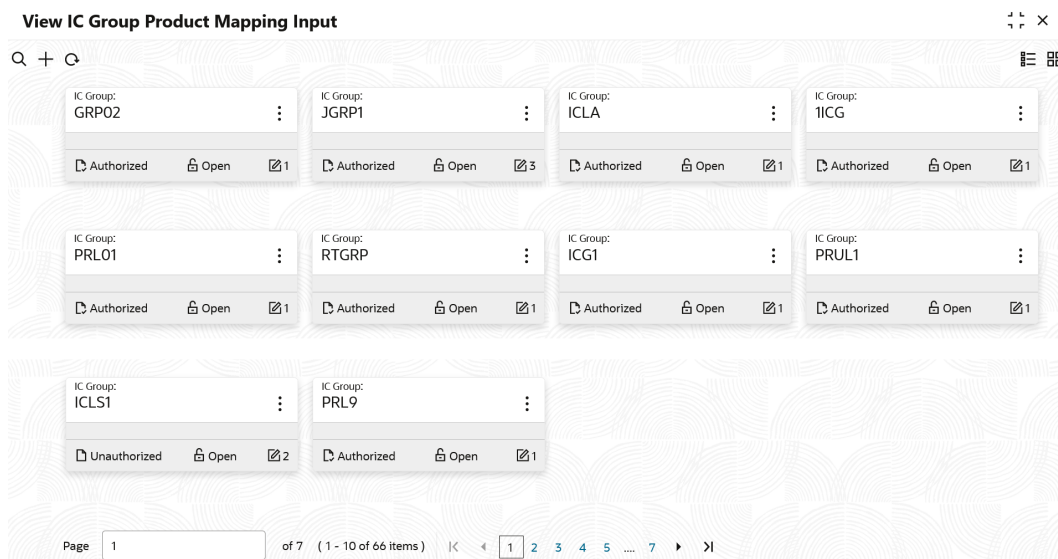 View IC Group Product Mapping Input
IC Group: IC Group: IC Group: IC Group:
GRP02 JGRP1 ICLA 1ICG
Authorized Open 1 Authorized Open 3 Authorized Open 1 Authorized Open 1
IC Group: IC Group: IC Group: IC Group:
PRL01 RTGRP ICG1 PRUL1
Authorized Open 1 Authorized Open 1 Authorized Open 1 Authorized Open 1
IC Group: IC Group:
ICLS1 PRL9
Unauthorized Open 2 Authorized Open 1
Page 1 of 7 (1 - 10 of 66 items) 1 2 3 4 5 .... 7